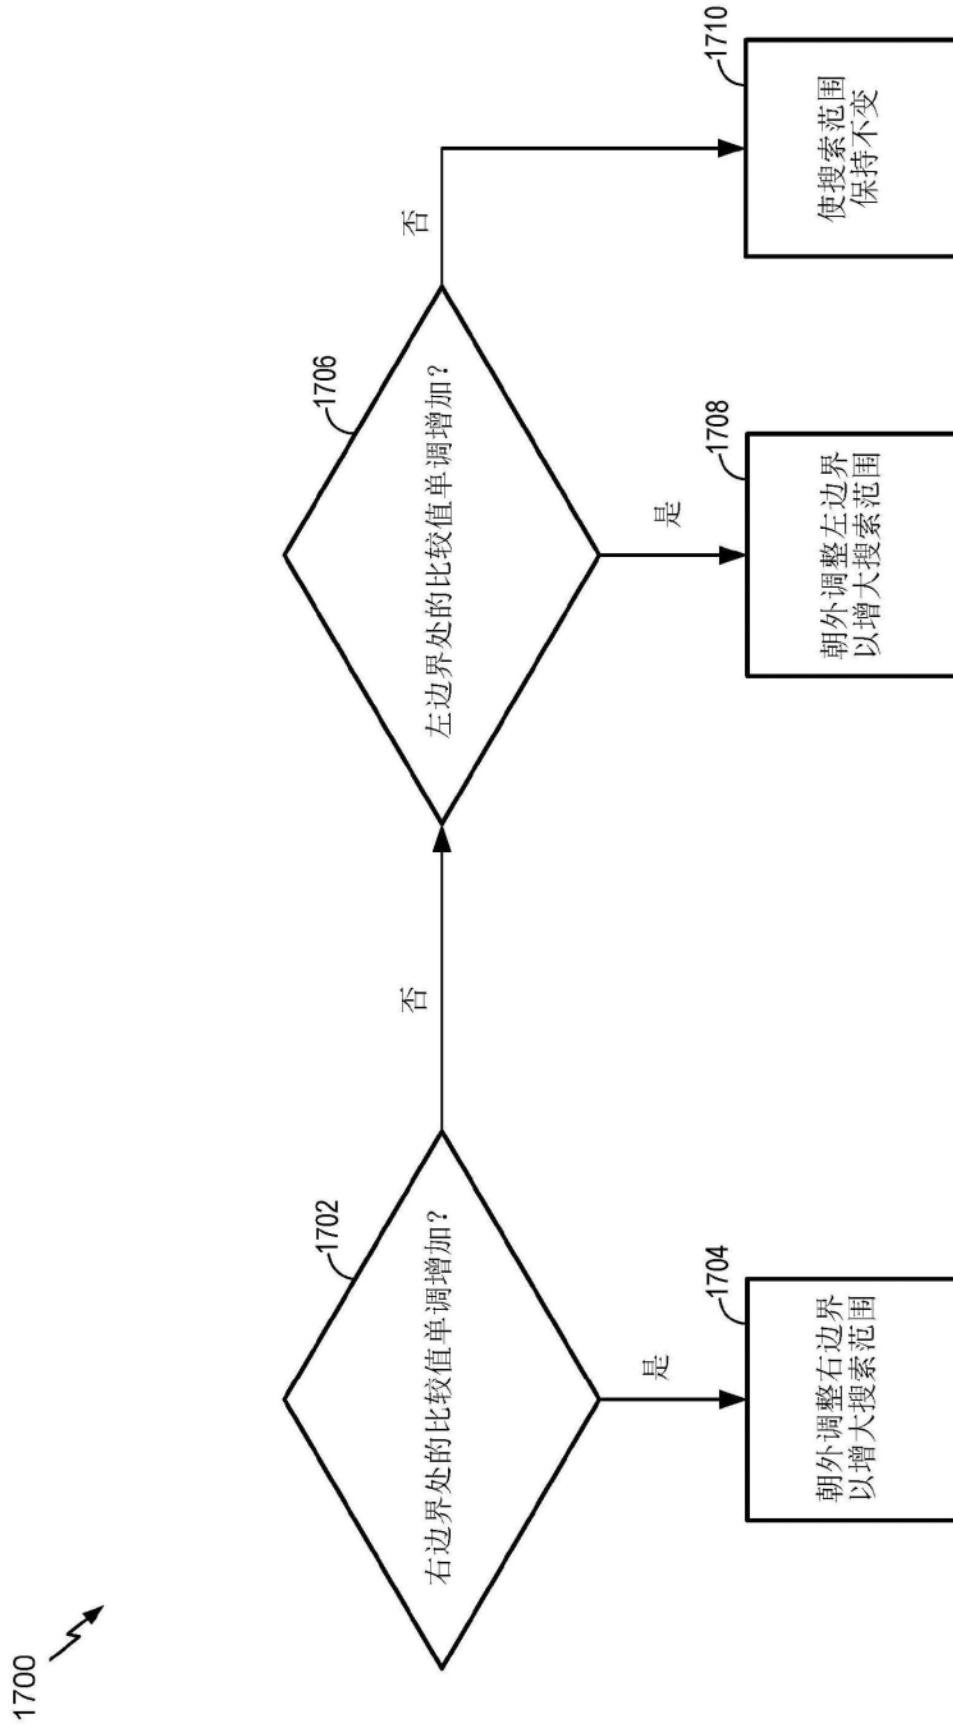 1700
1702
右边界处的比较值单调增加?
否
是
1704
朝外调整右边界
以增大搜索范围
1706
左边界处的比较值单调增加?
否
是
1708
朝外调整左边界
以增大搜索范围
1710
使搜索范围
保持不变